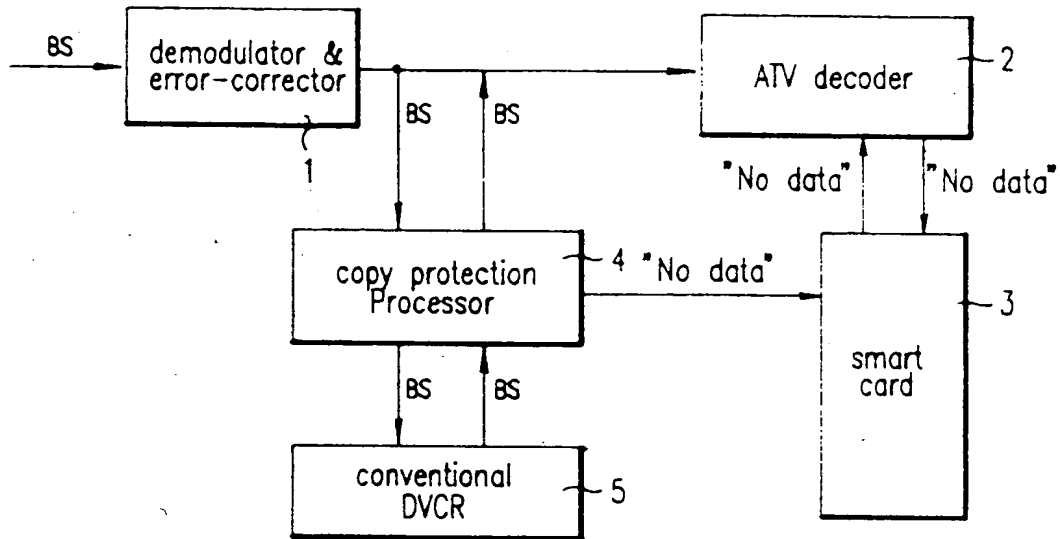 BS
demodulator &
error-corrector
1
ATV decoder
2
BS
BS
"No data"
"No data"
copy protection
Processor
4
"No data"
smart
card
3
BS
BS
conventional
DVCR
5